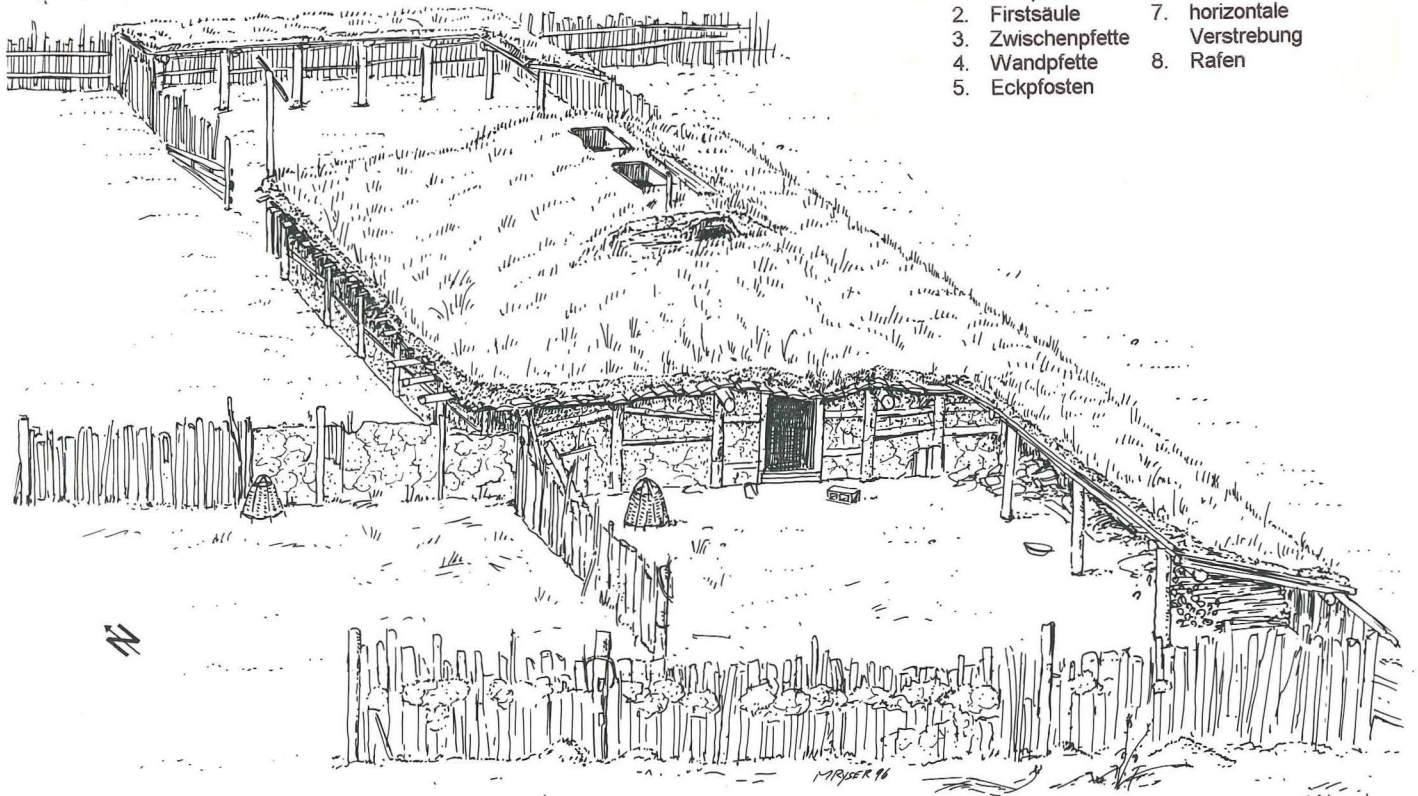 2. Firstsäule
3. Zwischenpfette
4. Wandpfette
5. Eckpfosten
7. horizontale
Verstrebung
8. Rafen
N
MRYSER 96